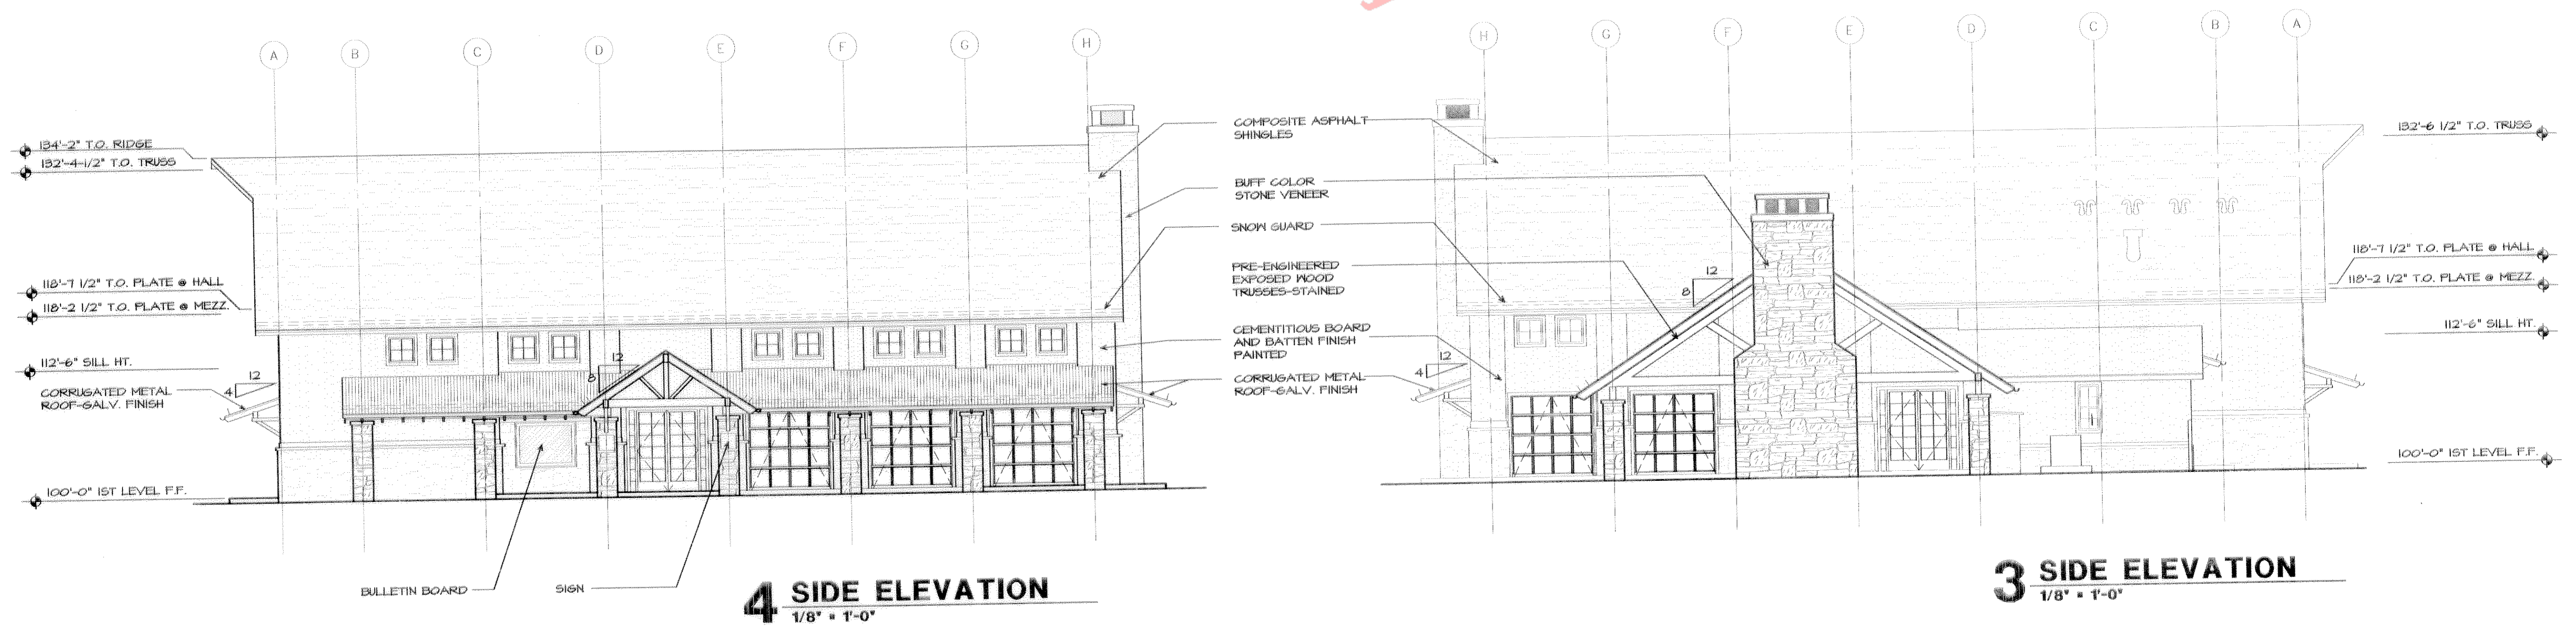 A B C D E F G H
H G F E D C B A
134'-2" T.O. RIDGE
132'-4-1/2" T.O. TRUSS
118'-7 1/2" T.O. PLATE @ HALL
118'-2 1/2" T.O. PLATE @ MEZZ.
112'-6" SILL HT.
12
4
CORRUGATED METAL
ROOF-GALV. FINISH
100'-0" 1ST LEVEL F.F.
12
8
BULLETIN BOARD
SIGN
4 SIDE ELEVATION
1/8" = 1'-0"
COMPOSITE ASPHALT
SHINGLES
BUFF COLOR
STONE VENEER
SNOW GUARD
PRE-ENGINEERED
EXPOSED WOOD
TRUSSES-STAINED
CEMENTITIOUS BOARD
AND BATTEN FINISH
PAINTED
CORRUGATED METAL
ROOF-GALV. FINISH
12
4
12
8
132'-6 1/2" T.O. TRUSS
118'-7 1/2" T.O. PLATE @ HALL
118'-2 1/2" T.O. PLATE @ MEZZ.
112'-6" SILL HT.
100'-0" 1ST LEVEL F.F.
3 SIDE ELEVATION
1/8" = 1'-0"